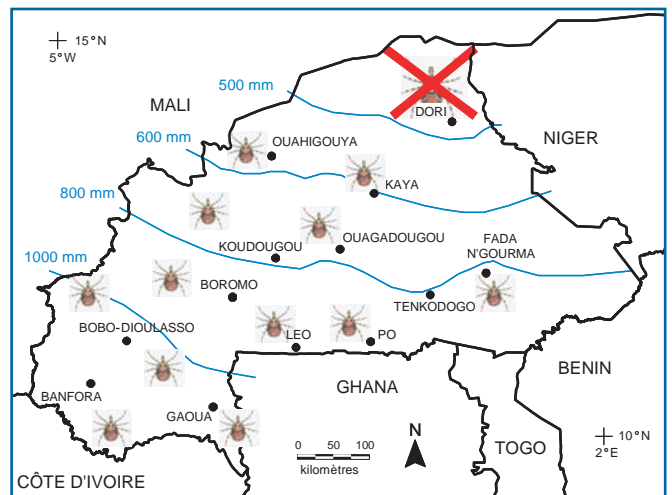 15°N
5°W
500 mm
MALI
DORI
600 mm
OUAHIGOUYA
NIGER
800 mm
KAYA
KOUDOUGOU
OUAGADOUGOU
FADA
N'GOURMA
1000 mm
BOROMO
TENKODOGO
BOBO-DIOULASSO
LEO
PO
BANFORA
GHANA
BENIN
GAOUA
N
TOGO
10°N
2°E
0 50 100
kilomètres
CÔTE D'IVOIRE